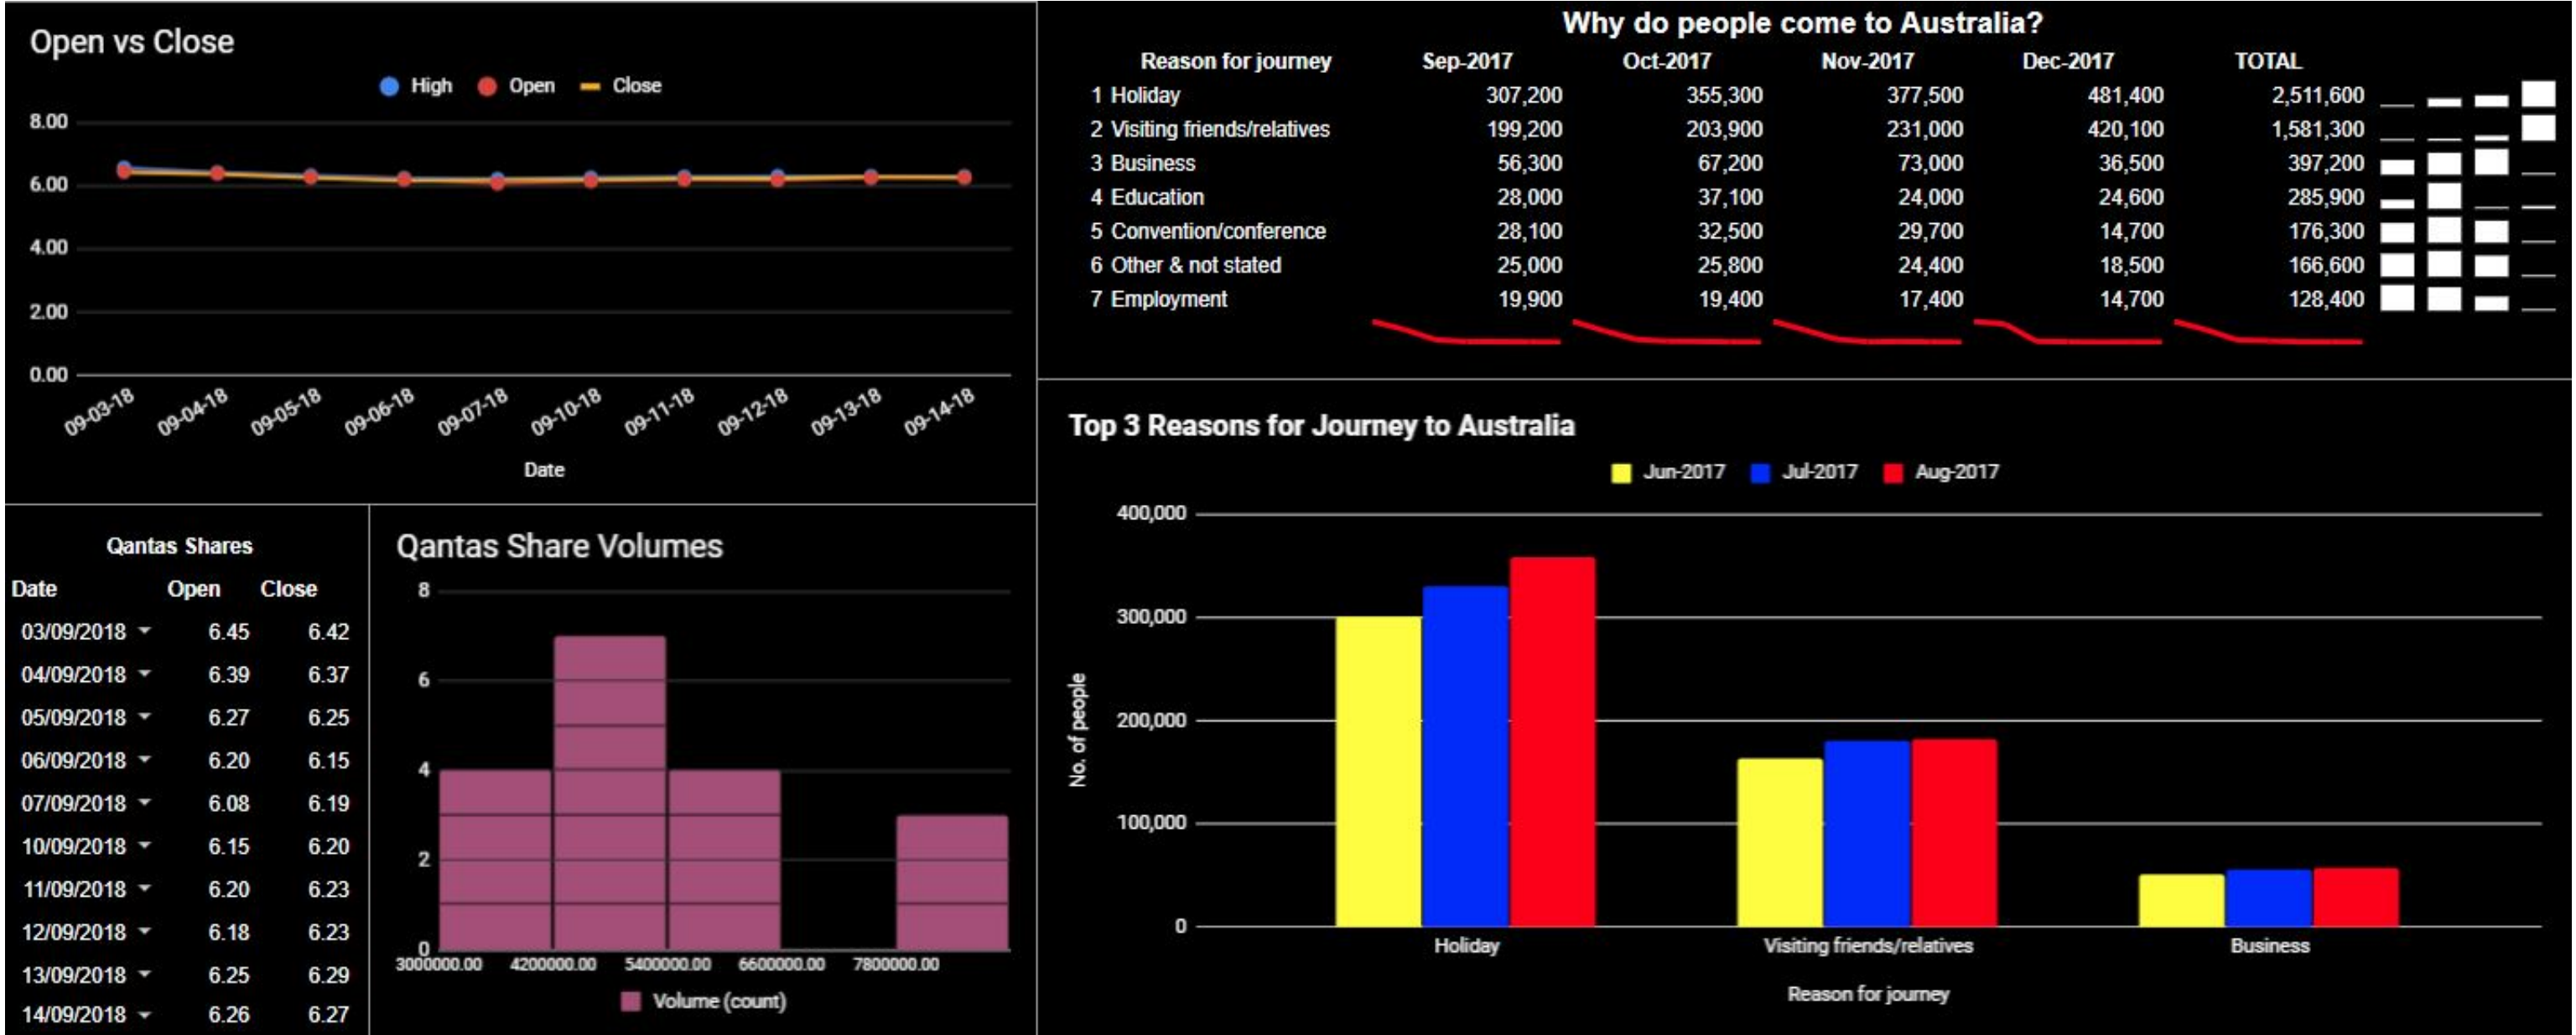 Open vs Close
High Open Close
8.00
6.00
4.00
2.00
0.00
09-03-18 09-04-18 09-05-18 09-06-18 09-07-18 09-10-18 09-11-18 09-12-18 09-13-18 09-14-18
Date
Why do people come to Australia?
Reason for journey Sep-2017 Oct-2017 Nov-2017 Dec-2017 TOTAL
1 Holiday 307,200 355,300 377,500 481,400 2,511,600
2 Visiting friends/relatives 199,200 203,900 231,000 420,100 1,581,300
3 Business 56,300 67,200 73,000 36,500 397,200
4 Education 28,000 37,100 24,000 24,600 285,900
5 Convention/conference 28,100 32,500 29,700 14,700 176,300
6 Other & not stated 25,000 25,800 24,400 18,500 166,600
7 Employment 19,900 19,400 17,400 14,700 128,400
Qantas Shares
Date Open Close
03/09/2018 6.45 6.42
04/09/2018 6.39 6.37
05/09/2018 6.27 6.25
06/09/2018 6.20 6.15
07/09/2018 6.08 6.19
10/09/2018 6.15 6.20
11/09/2018 6.20 6.23
12/09/2018 6.18 6.23
13/09/2018 6.25 6.29
14/09/2018 6.26 6.27
Qantas Share Volumes
8
6
4
2
0
3000000.00 4200000.00 5400000.00 6600000.00 7800000.00
Volume (count)
Top 3 Reasons for Journey to Australia
Jun-2017 Jul-2017 Aug-2017
400,000
300,000
200,000
100,000
0
No. of people
Holiday Visiting friends/relatives Business
Reason for journey